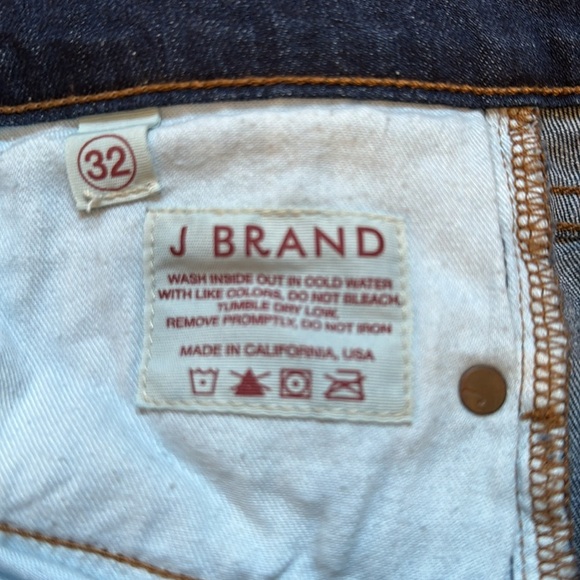 32
J BRAND
WASH INSIDE OUT IN COLD WATER
WITH LIKE COLORS, DO NOT BLEACH,
TUMBLE DRY LOW,
REMOVE PROMPTLY, DO NOT IRON
MADE IN CALIFORNIA, USA